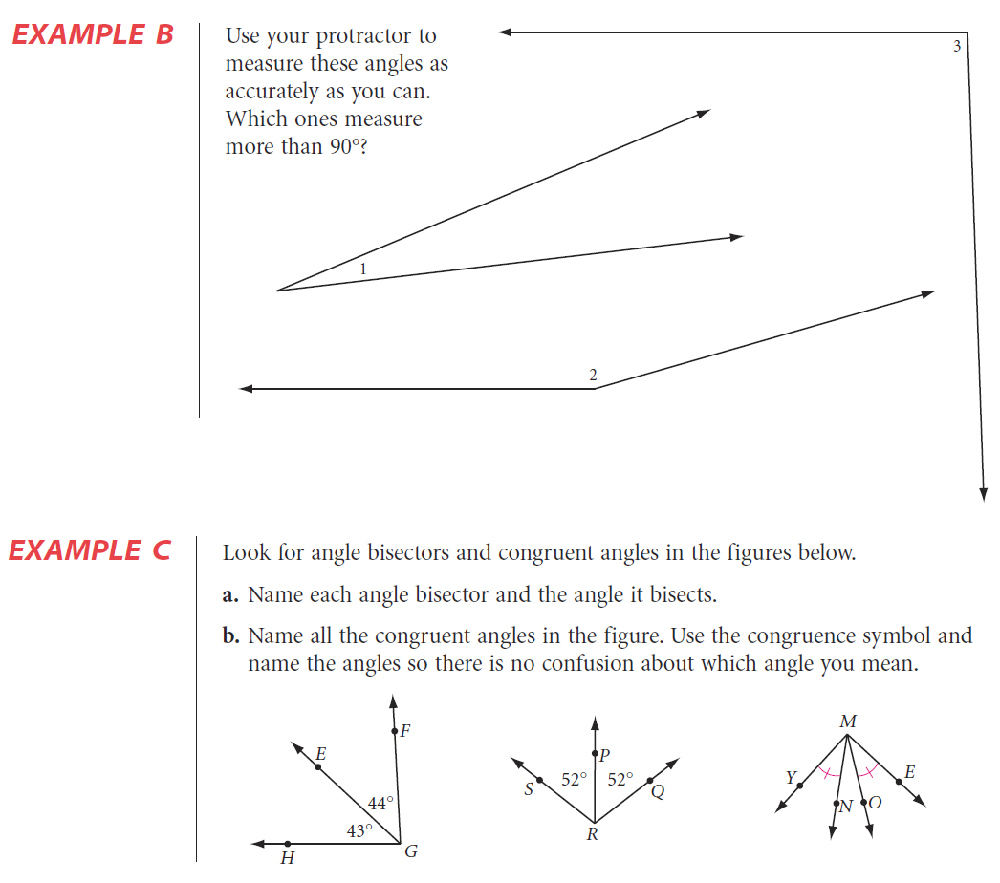 EXAMPLE B
Use your protractor to
measure these angles as
accurately as you can.
Which ones measure
more than 90°?
3
1
2
EXAMPLE C
Look for angle bisectors and congruent angles in the figures below.
a. Name each angle bisector and the angle it bisects.
b. Name all the congruent angles in the figure. Use the congruence symbol and
name the angles so there is no confusion about which angle you mean.
F
E
44°
43°
G
H
P
52° 52°
S
Q
R
M
Y
E
N
O